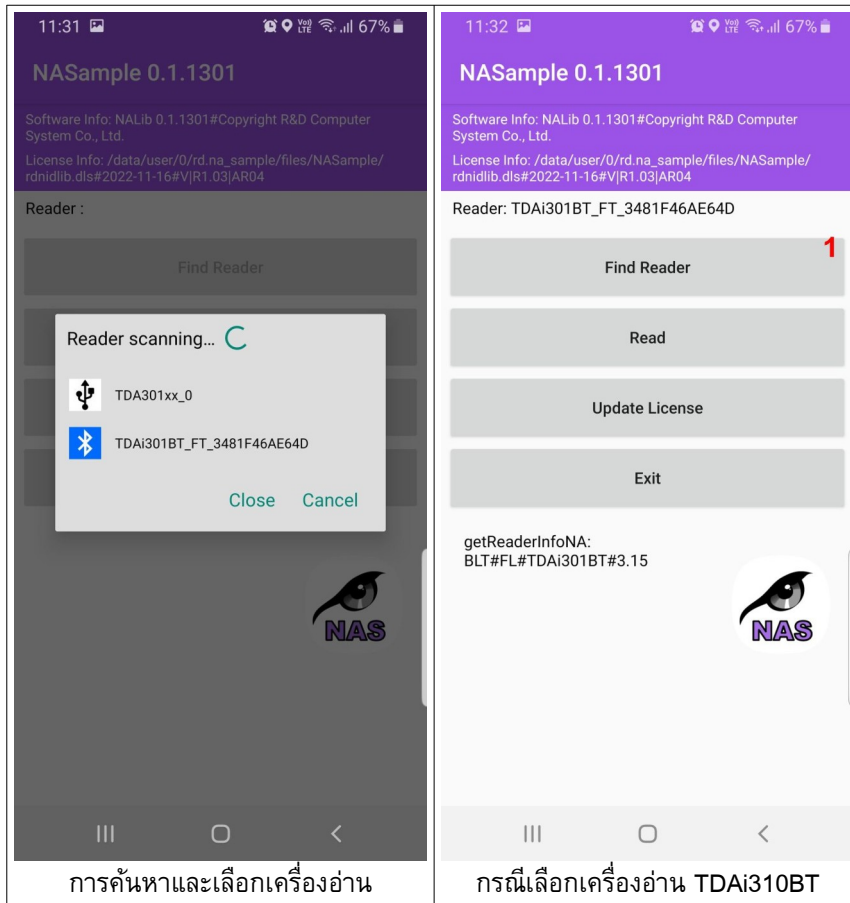 11:31 VoI) LTE 67%
NASample 0.1.1301
Software Info: NALib 0.1.1301#Copyright R&D Computer
System Co., Ltd.
License Info: /data/user/0/rd.na_sample/files/NASample/
rdnidlib.dls#2022-11-16#V|R1.03|AR04
Reader :
Find Reader
Reader scanning...
TDA301xx_0
TDAi301BT_FT_3481F46AE64D
Close Cancel
NAS
การค้นหาและเลือกเครื่องอ่าน
11:32 VoI) LTE 67%
NASample 0.1.1301
Software Info: NALib 0.1.1301#Copyright R&D Computer
System Co., Ltd.
License Info: /data/user/0/rd.na_sample/files/NASample/
rdnidlib.dls#2022-11-16#V|R1.03|AR04
Reader: TDAi301BT_FT_3481F46AE64D
1
Find Reader
Read
Update License
Exit
getReaderInfoNA:
BLT#FL#TDAi301BT#3.15
NAS
กรณีเลือกเครื่องอ่าน TDAi310BT